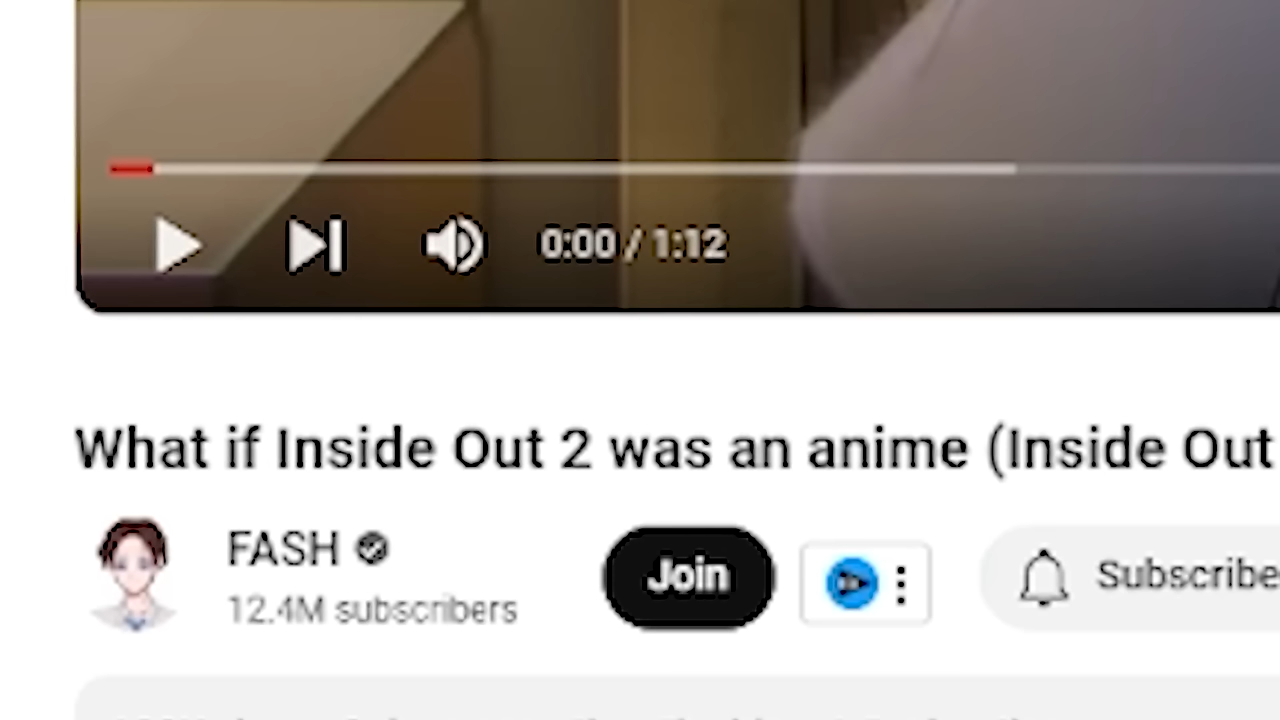 0:00 / 1:12
What if Inside Out 2 was an anime (Inside Out
FASH
12.4M subscribers
Join
Subscribe